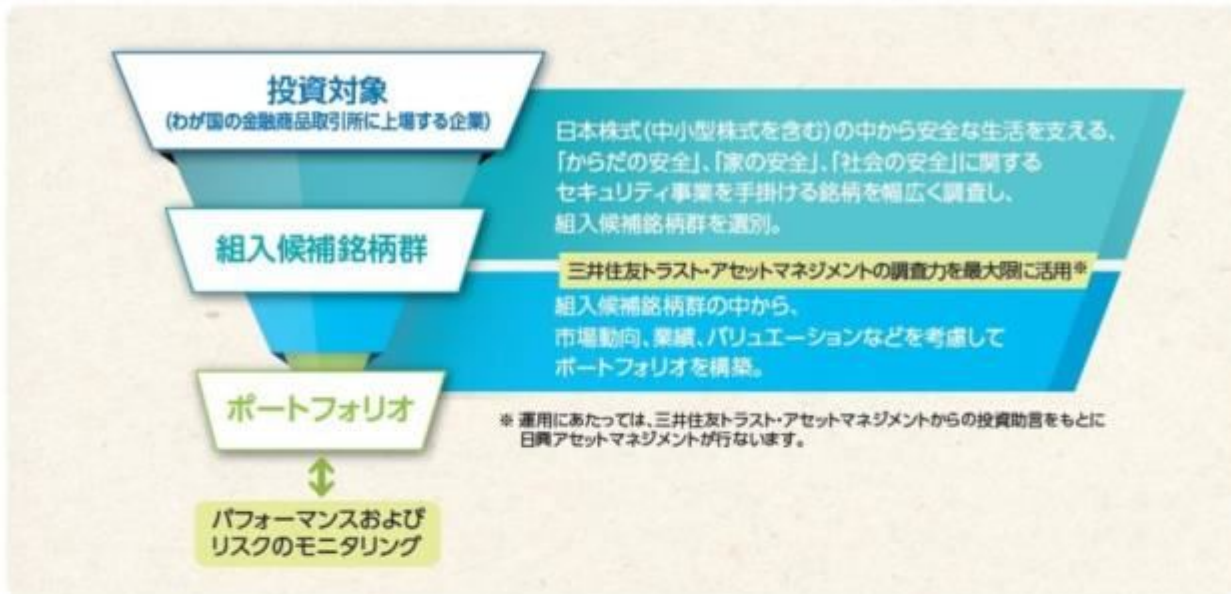 投資対象
(わが国の金融商品取引所に上場する企業)
日本株式(中小型株式を含む)の中から安全な生活を支える、
「からだの安全」、「家の安全」、「社会の安全」に関する
セキュリティ事業を手掛ける銘柄を幅広く調査し、
組入候補銘柄群を選別。
組入候補銘柄群
三井住友トラスト・アセットマネジメントの調査力を最大限に活用※
組入候補銘柄群の中から、
市場動向、業績、バリュエーションなどを考慮して
ポートフォリオを構築。
ポートフォリオ
※ 運用にあたっては、三井住友トラスト・アセットマネジメントからの投資助言をもとに
日興アセットマネジメントが行ないます。
パフォーマンスおよび
リスクのモニタリング